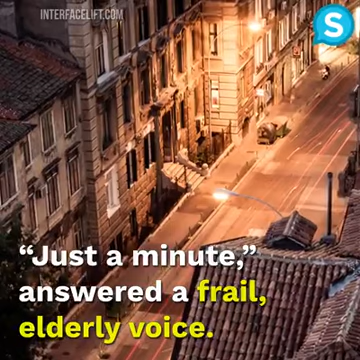 INTERFACELIFT.COM
S
“Just a minute,”
answered a frail,
elderly voice.